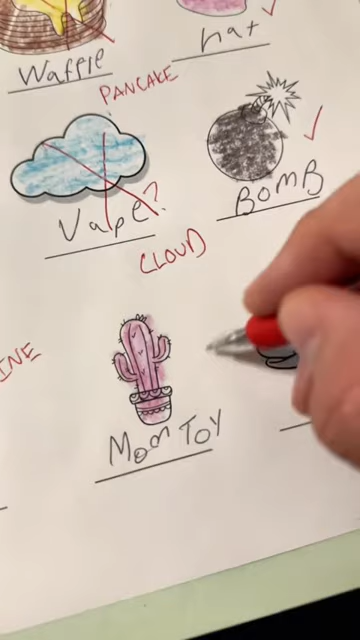 Waffle
hat
PANCAKE
Vape?
BOMB
CLOUD
INE
Mom Toy